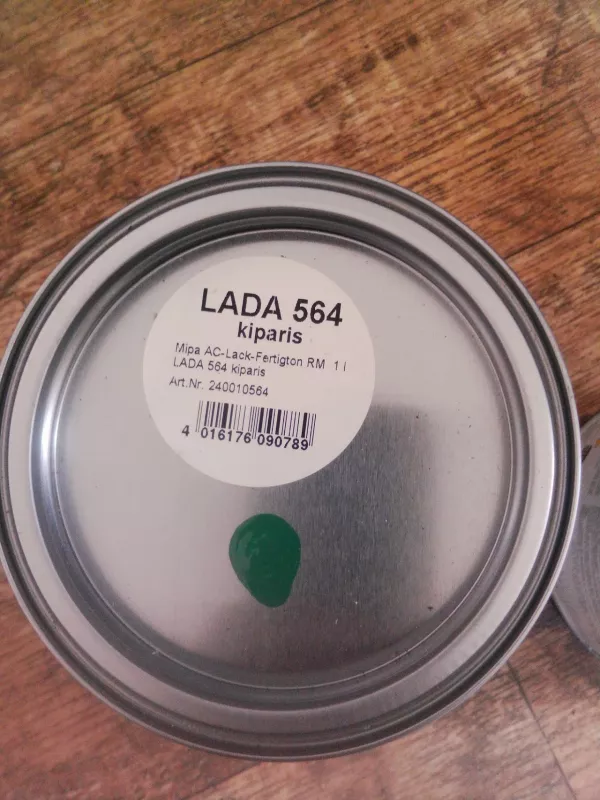 LADA 564
kiparis
Mipa AC-Lack-Fertigton RM 1 l
LADA 564 kiparis
Art.Nr. 240010564
4 016176 090789